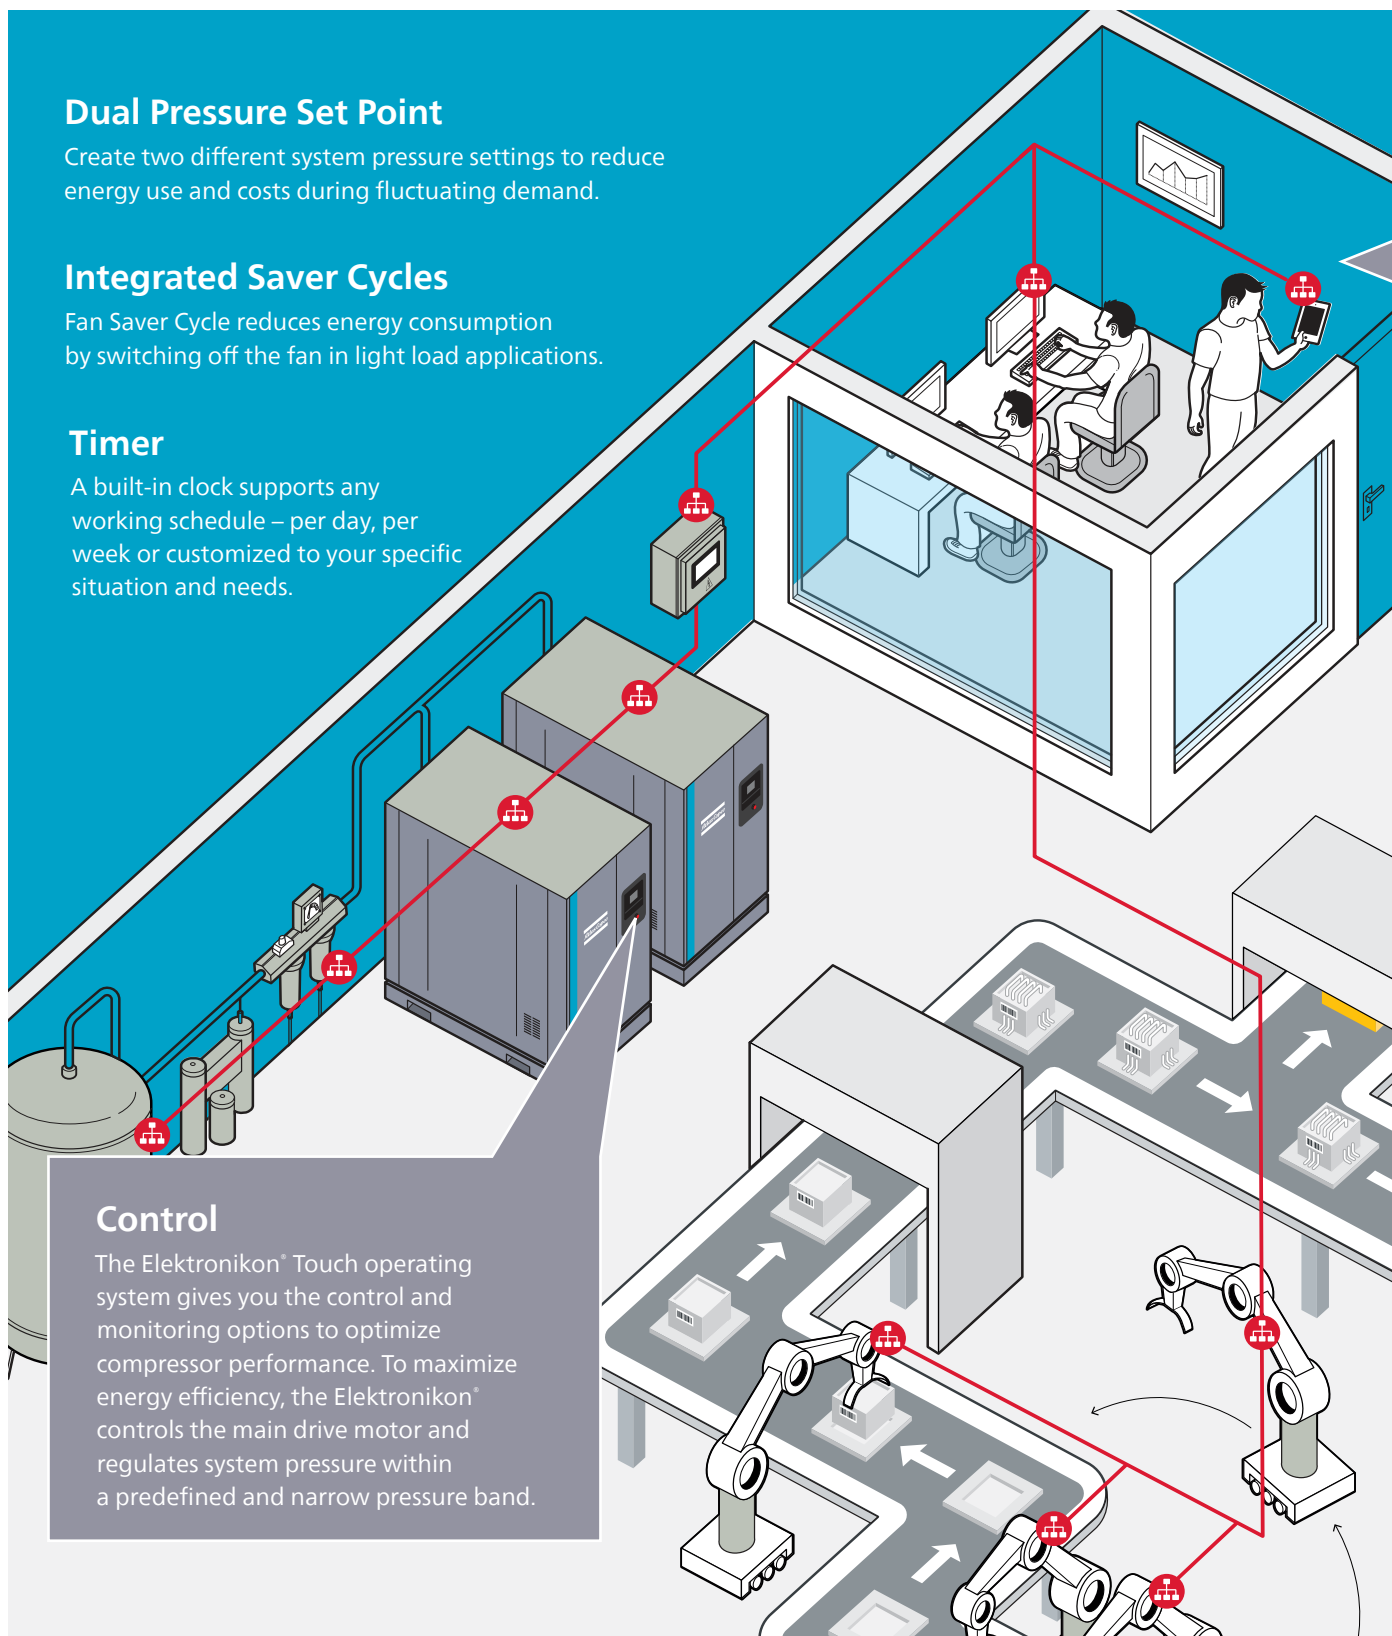 Dual Pressure Set Point
Create two different system pressure settings to reduce
energy use and costs during fluctuating demand.
Integrated Saver Cycles
Fan Saver Cycle reduces energy consumption
by switching off the fan in light load applications.
Timer
A built-in clock supports any
working schedule – per day, per
week or customized to your specific
situation and needs.
Control
The Elektronikon® Touch operating
system gives you the control and
monitoring options to optimize
compressor performance. To maximize
energy efficiency, the Elektronikon®
controls the main drive motor and
regulates system pressure within
a predefined and narrow pressure band.